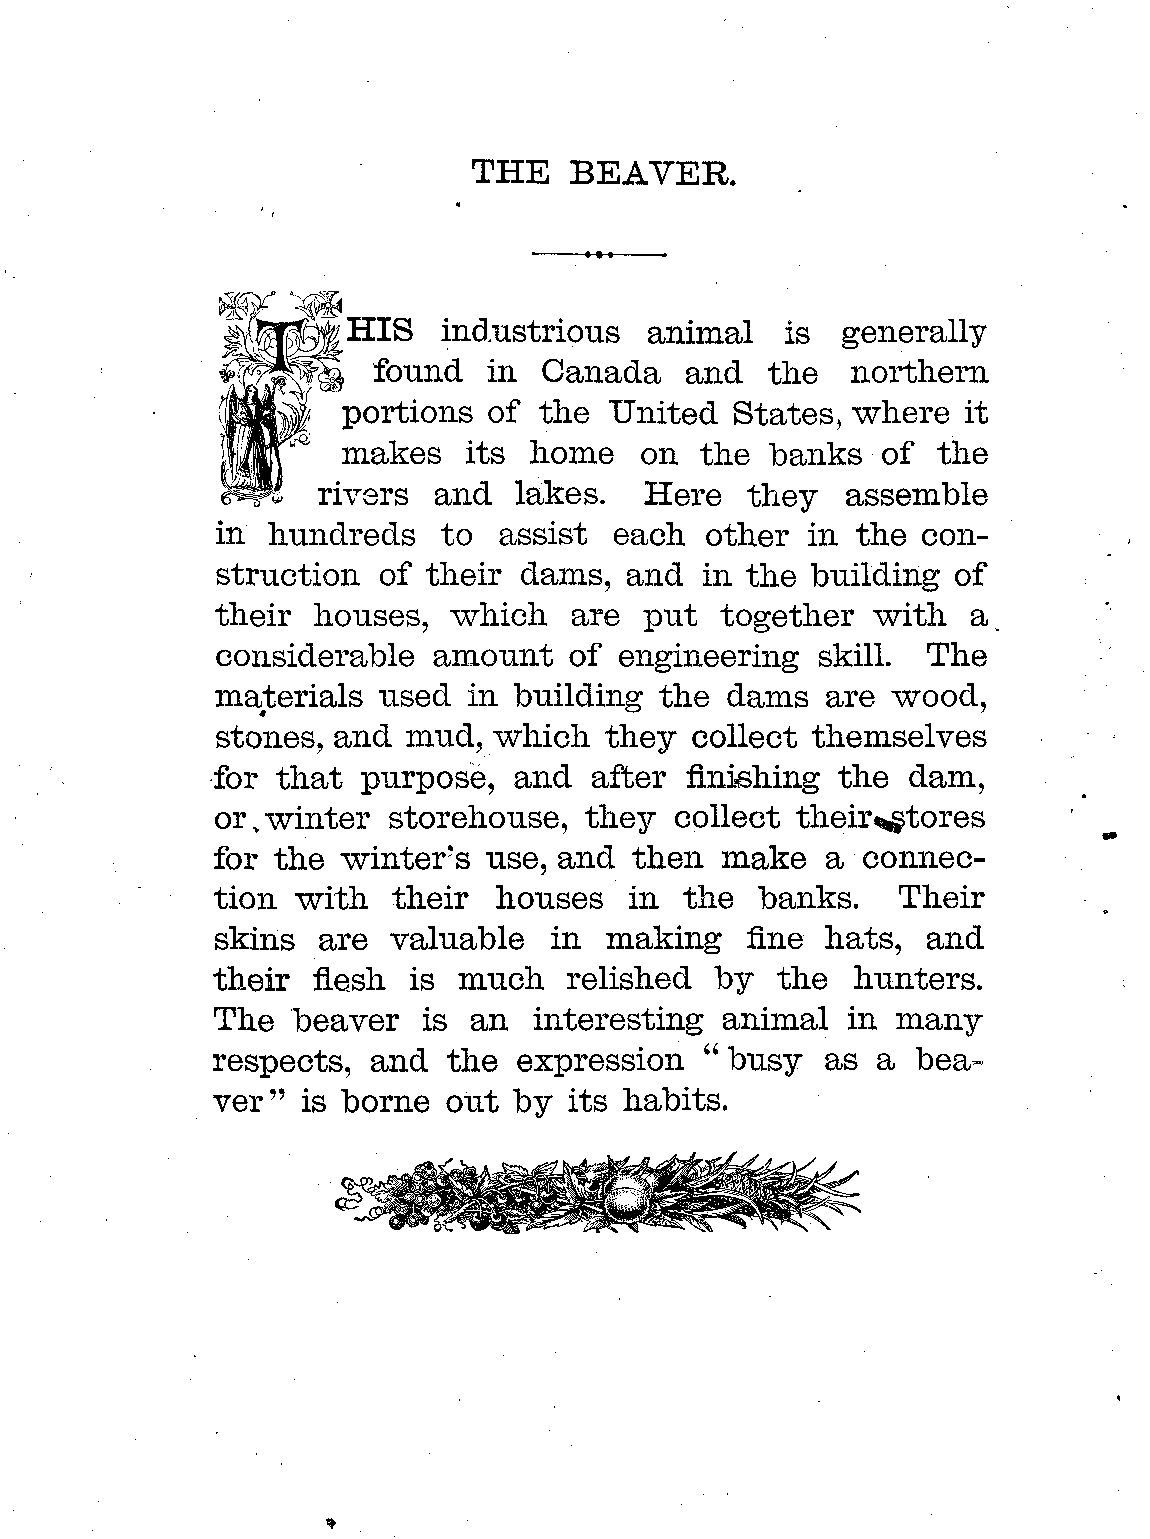 THE BEAVER.
THIS industrious animal is generally
found in Canada and the northern
portions of the United States, where it
makes its home on the banks of the
rivers and lakes. Here they assemble
in hundreds to assist each other in the con-
struction of their dams, and in the building of
their houses, which are put together with a
considerable amount of engineering skill. The
materials used in building the dams are wood,
stones, and mud, which they collect themselves
for that purpose, and after finishing the dam,
or winter storehouse, they collect their stores
for the winter's use, and then make a connec-
tion with their houses in the banks. Their
skins are valuable in making fine hats, and
their flesh is much relished by the hunters.
The beaver is an interesting animal in many
respects, and the expression “busy as a bea-
ver” is borne out by its habits.